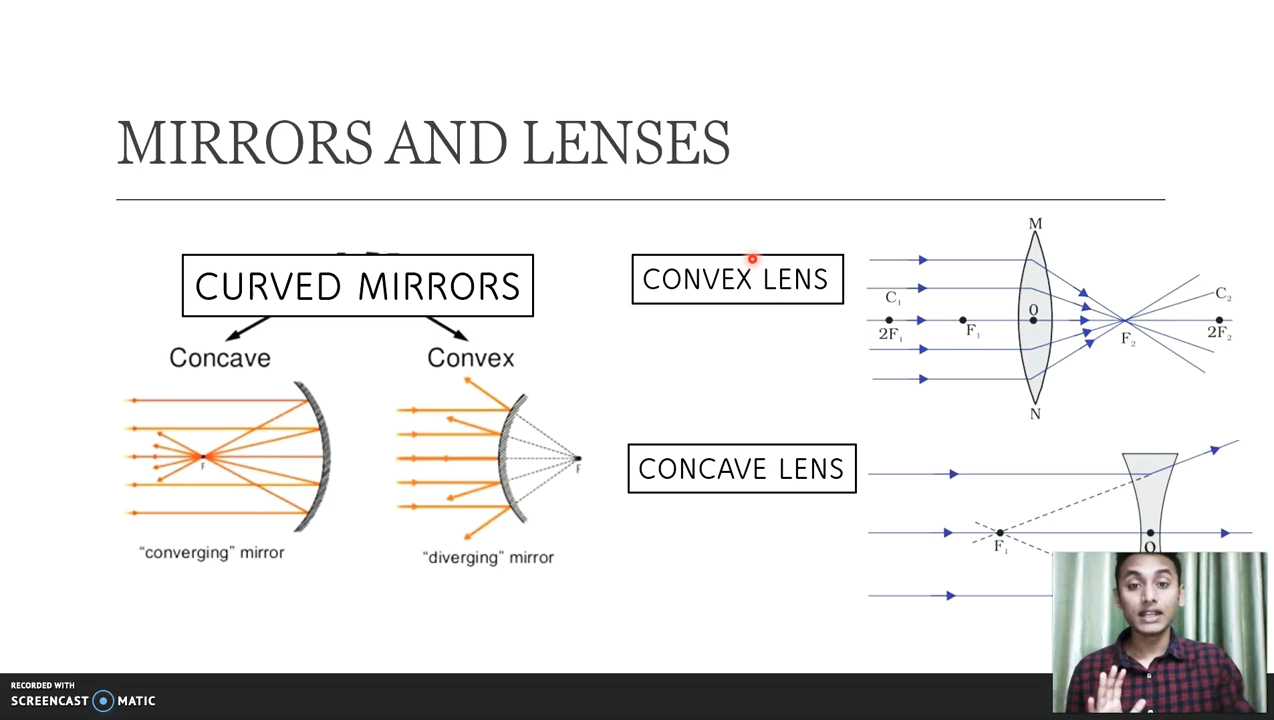 MIRRORS AND LENSES
CURVED MIRRORS
Concave
Convex
F
F
“converging” mirror
“diverging” mirror
CONVEX LENS
M
C₁
2F₁
F₁
O
F₂
C₂
2F₂
N
CONCAVE LENS
F₁
O
RECORDED WITH
SCREENCAST MATIC